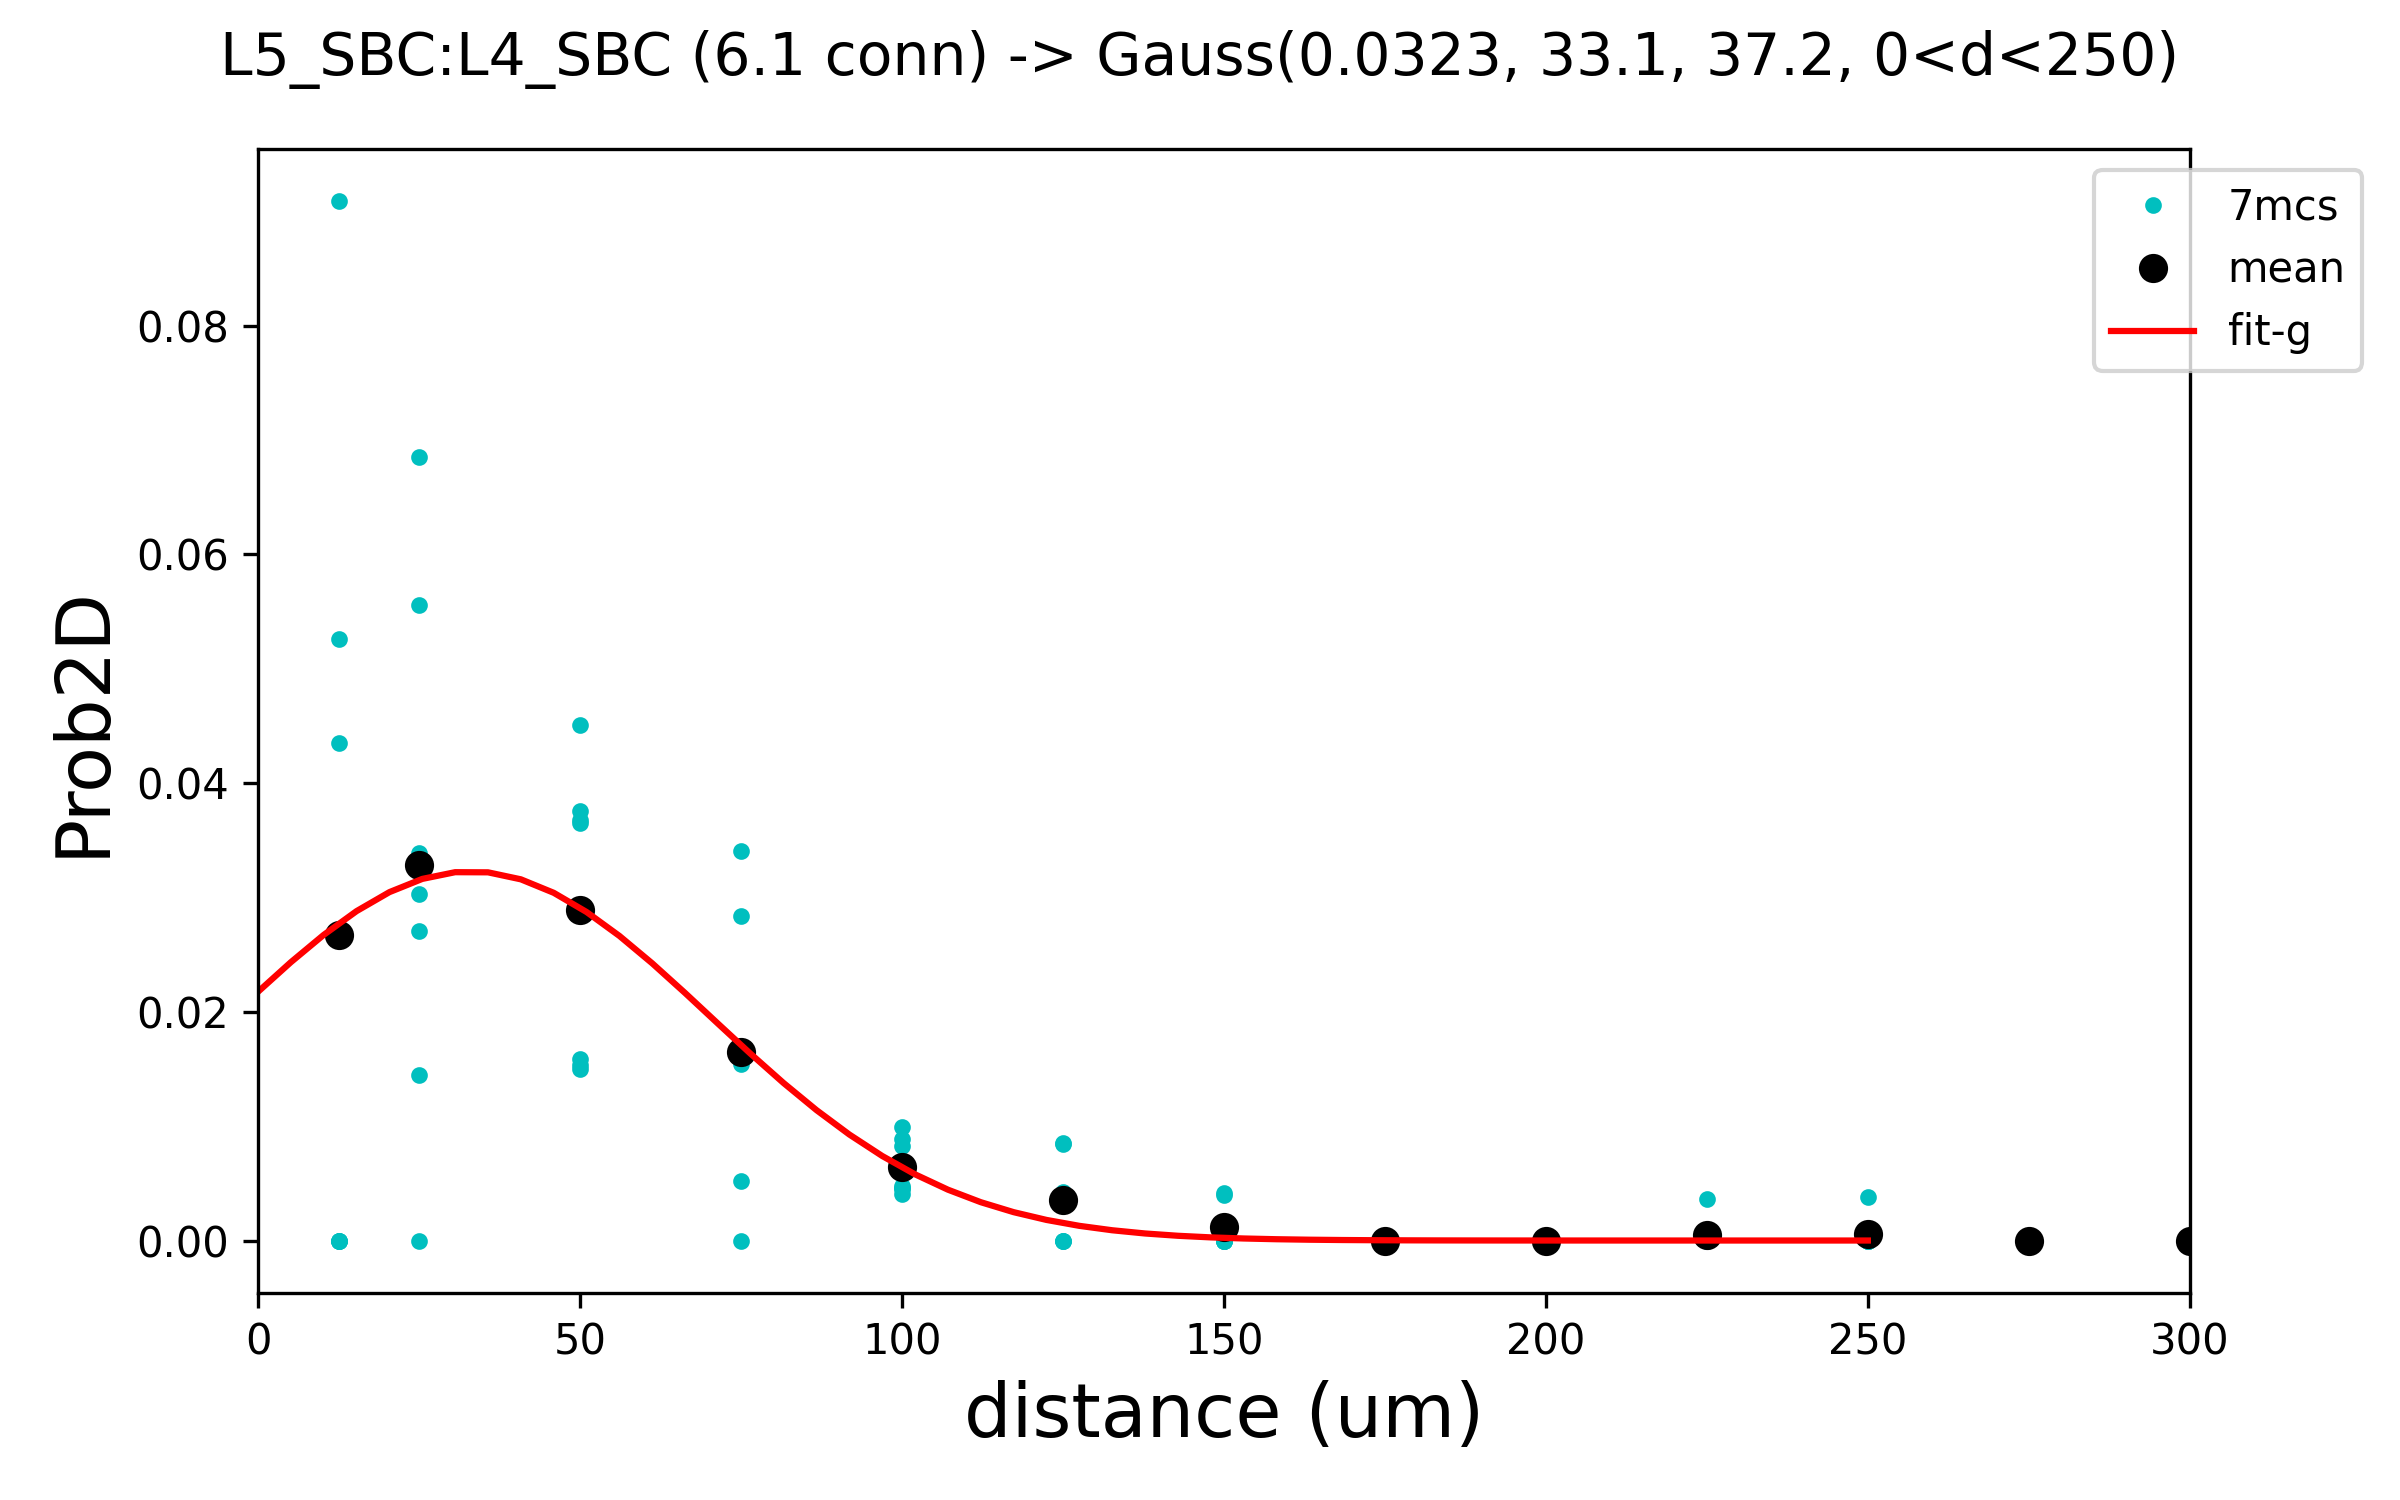 L5_SBC:L4_SBC (6.1 conn) -> Gauss(0.0323, 33.1, 37.2, 0<d<250)
7mcs
mean
fit-g
Prob2D
0.08
0.06
0.04
0.02
0.00
0 50 100 150 200 250 300
distance (um)